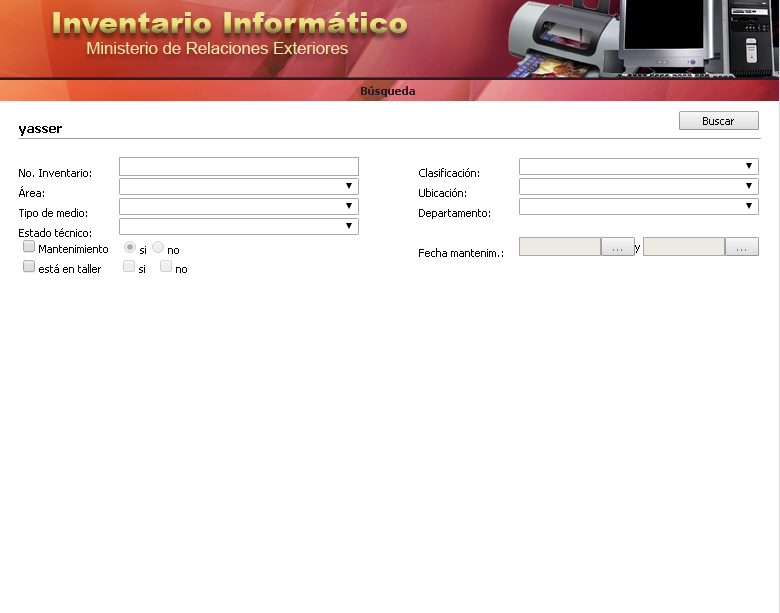 Inventario Informático
Ministerio de Relaciones Exteriores
Búsqueda
yasser
Buscar
No. Inventario:
Clasificación:
Área:
Ubicación:
Tipo de medio:
Departamento:
Estado técnico:
Mantenimiento si no
Fecha mantenim.: ... y ...
está en taller si no